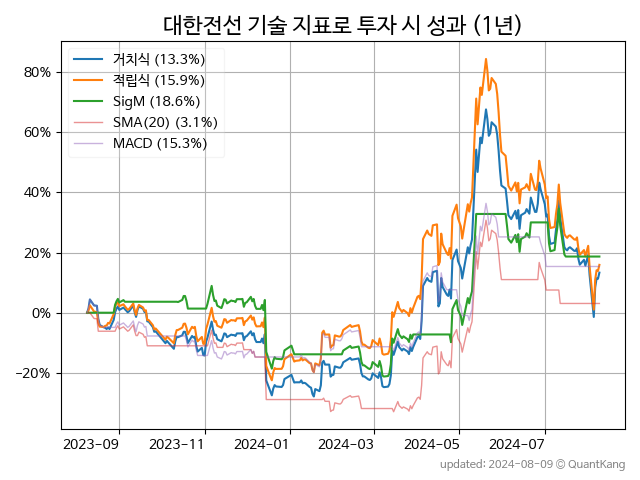 대한전선 기술 지표로 투자 시 성과 (1년)
거치식 (13.3%)
적립식 (15.9%)
SigM (18.6%)
SMA(20) (3.1%)
MACD (15.3%)
80%
60%
40%
20%
0%
−20%
2023-09 2023-11 2024-01 2024-03 2024-05 2024-07
updated: 2024-08-09 © QuantKang